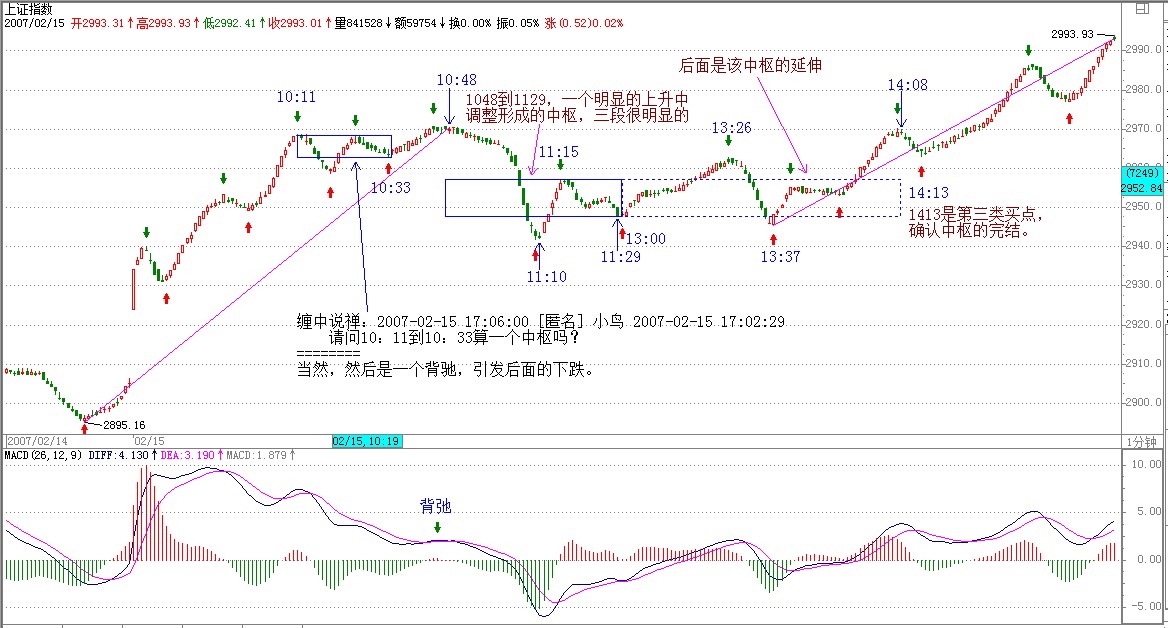 上证指数
2007/02/15 开2993.31↑高2993.93↑低2992.41↑收2993.01↑量841528↓额59754↓换0.00% 振0.05% 涨(0.52)0.02%
2993.93
2990.0
10:48
后面是该中枢的延伸
14:08
2980.0
10:11
1048到1129，一个明显的上升中
调整形成的中枢，三段很明显的
13:26
2970.0
11:15
(7249)
10:33
2952.84
14:13
2950.0
1413是第三类买点，
确认中枢的完结。
13:00
11:29
13:37
2940.0
11:10
2930.0
缠中说禅：2007-02-15 17:06:00 [匿名] 小鸟 2007-02-15 17:02:29
请问10：11到10：33算一个中枢吗？
========
当然，然后是一个背驰，引发后面的下跌。
2920.0
2910.0
2900.0
2895.16
2007/02/14
02/15
02/15,10:19
1分钟
MACD(26,12,9) DIFF:4.130↑DEA:3.190↑MACD:1.879↑
10.00
背弛
5.00
0.00
-5.00